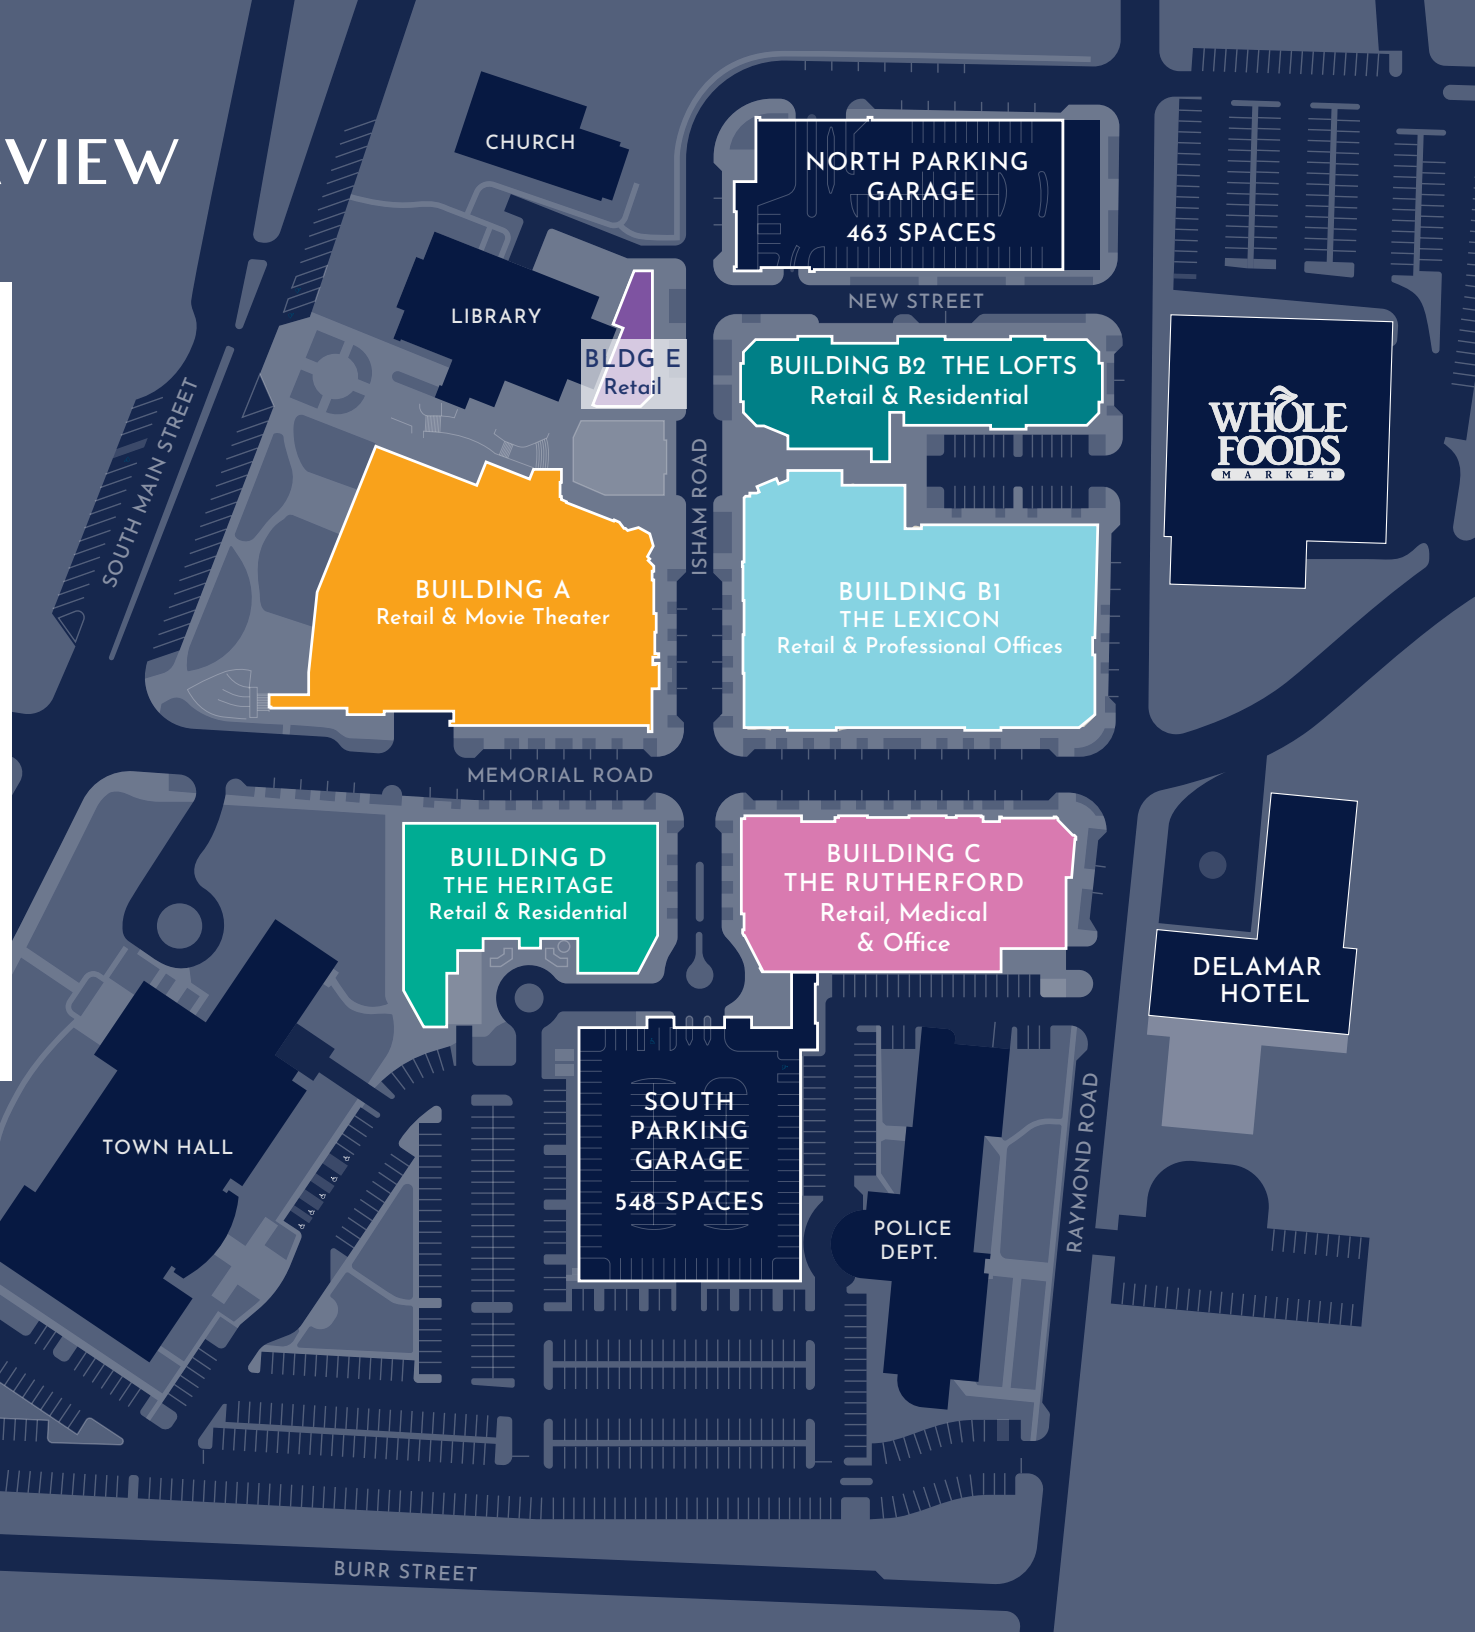 VIEW
CHURCH
NORTH PARKING
GARAGE
463 SPACES
LIBRARY
NEW STREET
BLDG E
Retail
BUILDING B2 THE LOFTS
Retail & Residential
WHOLE
FOODS
MARKET
SOUTH MAIN STREET
ISHAM ROAD
BUILDING A
Retail & Movie Theater
BUILDING B1
THE LEXICON
Retail & Professional Offices
MEMORIAL ROAD
BUILDING D
THE HERITAGE
Retail & Residential
BUILDING C
THE RUTHERFORD
Retail, Medical
& Office
DELAMAR
HOTEL
SOUTH
PARKING
GARAGE
548 SPACES
TOWN HALL
RAYMOND ROAD
POLICE
DEPT.
BURR STREET